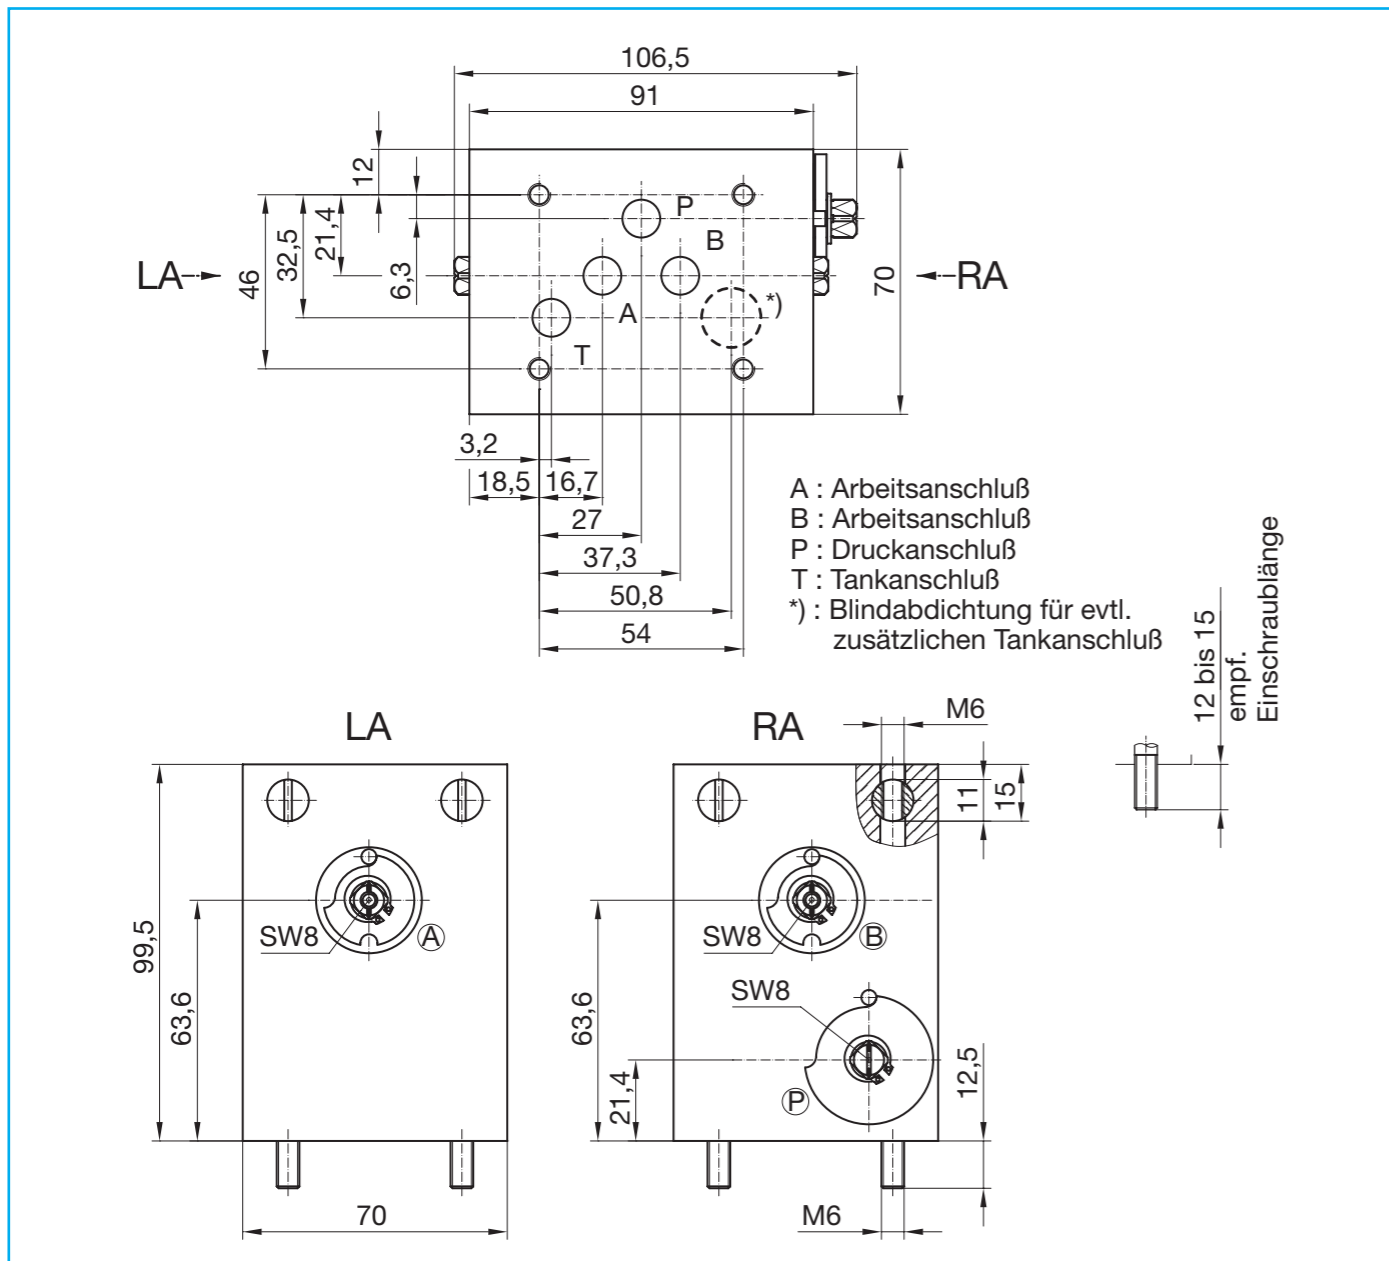 106,5
91
12
P
B
LA
46
32,5
21,4
6,3
A
*)
70
RA
T
3,2
18,5
16,7
27
37,3
50,8
54
A : Arbeitsanschluß
B : Arbeitsanschluß
P : Druckanschluß
T : Tankanschluß
*) : Blindabdichtung für evtl.
zusätzlichen Tankanschluß
12 bis 15
empf.
Einschraublänge
LA
RA
M6
11
15
99,5
63,6
SW8
A
70
SW8
B
SW8
63,6
21,4
P
12,5
M6